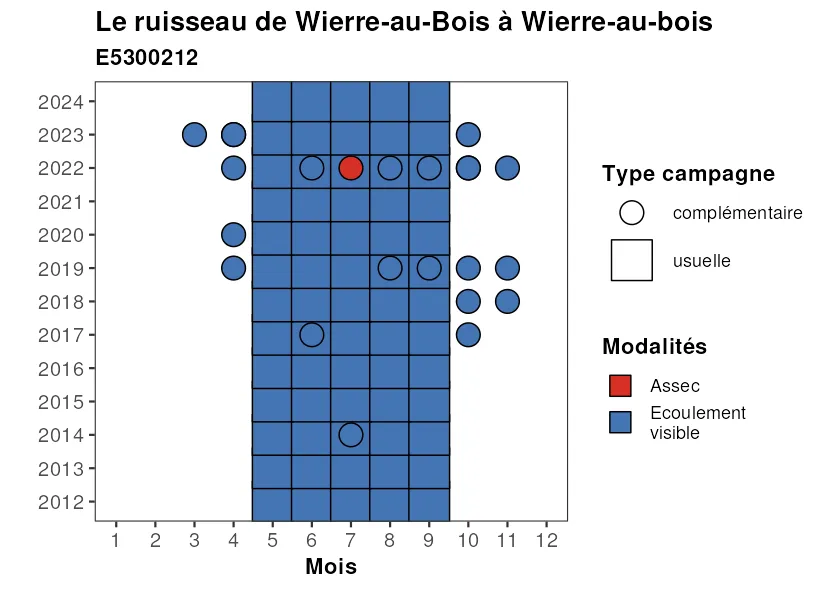 Le ruisseau de Wierre-au-Bois à Wierre-au-bois
E5300212
2024
2023
2022
2021
2020
2019
2018
2017
2016
2015
2014
2013
2012
1 2 3 4 5 6 7 8 9 10 11 12
Mois
Type campagne
complémentaire
usuelle
Modalités
Assec
Ecoulement
visible